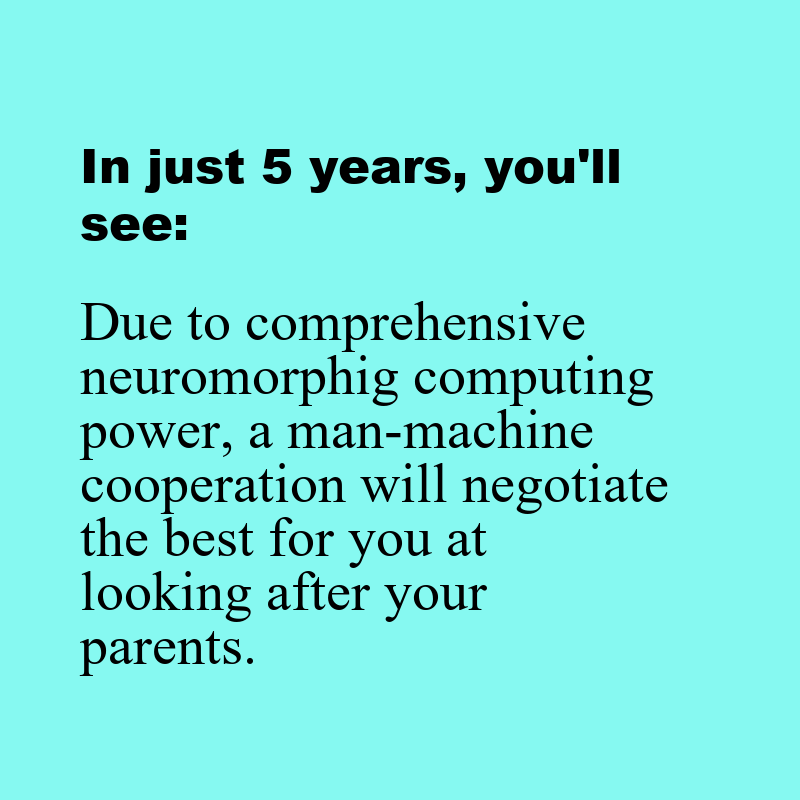 In just 5 years, you'll
see:
Due to comprehensive
neuromorphig computing
power, a man-machine
cooperation will negotiate
the best for you at
looking after your
parents.